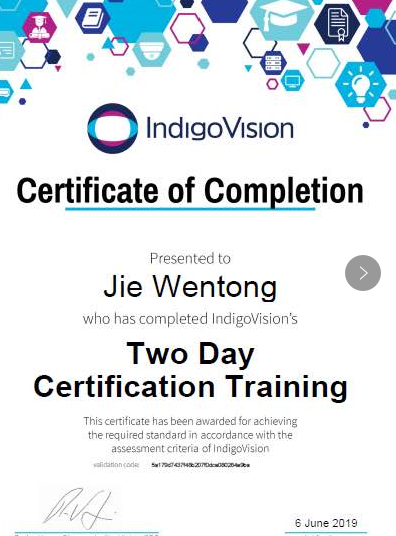 IndigoVision
Certificate of Completion
Presented to
Jie Wentong
who has completed IndigoVision's
Two Day
Certification Training
This certificate has been awarded for achieving
the required standard in accordance with the
assessment criteria of IndigoVision
validation code:
6 June 2019